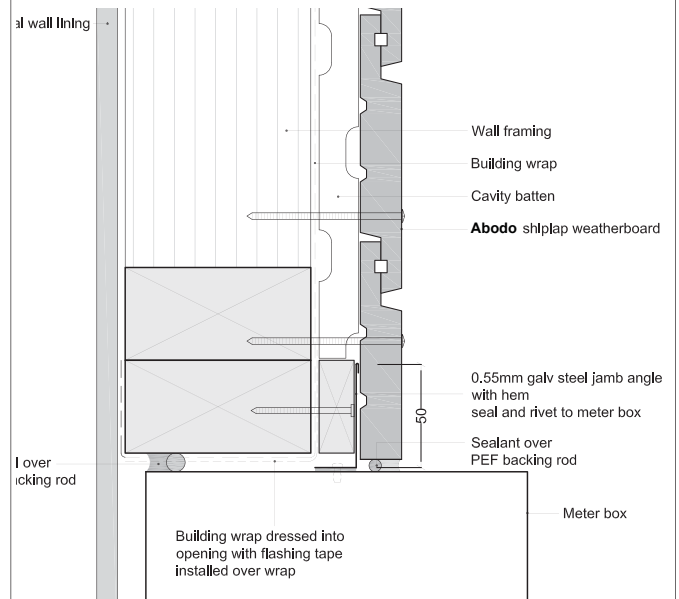 wall lining
Wall framing
Building wrap
Cavity batten
Abodo shiplap weatherboard
0.55mm galv steel jamb angle
with hem
seal and rivet to meter box
50
Sealant over
PEF backing rod
over
backing rod
Meter box
Building wrap dressed into
opening with flashing tape
installed over wrap